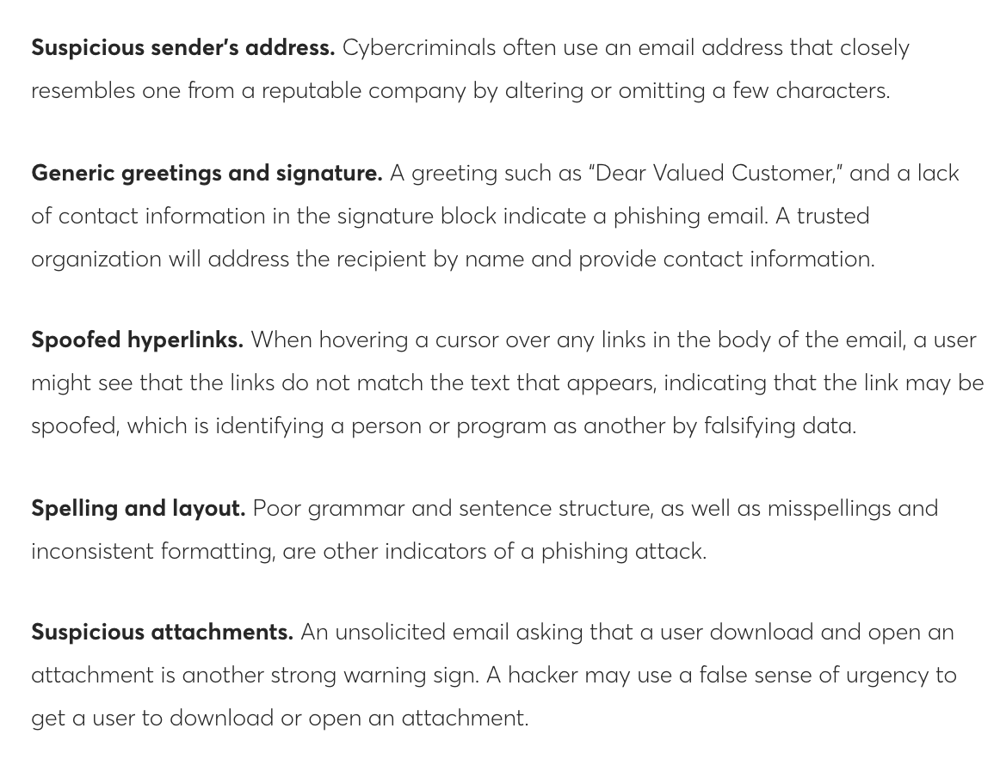 Suspicious sender's address. Cybercriminals often use an email address that closely
resembles one from a reputable company by altering or omitting a few characters.
Generic greetings and signature. A greeting such as “Dear Valued Customer,” and a lack
of contact information in the signature block indicate a phishing email. A trusted
organization will address the recipient by name and provide contact information.
Spoofed hyperlinks. When hovering a cursor over any links in the body of the email, a user
might see that the links do not match the text that appears, indicating that the link may be
spoofed, which is identifying a person or program as another by falsifying data.
Spelling and layout. Poor grammar and sentence structure, as well as misspellings and
inconsistent formatting, are other indicators of a phishing attack.
Suspicious attachments. An unsolicited email asking that a user download and open an
attachment is another strong warning sign. A hacker may use a false sense of urgency to
get a user to download or open an attachment.